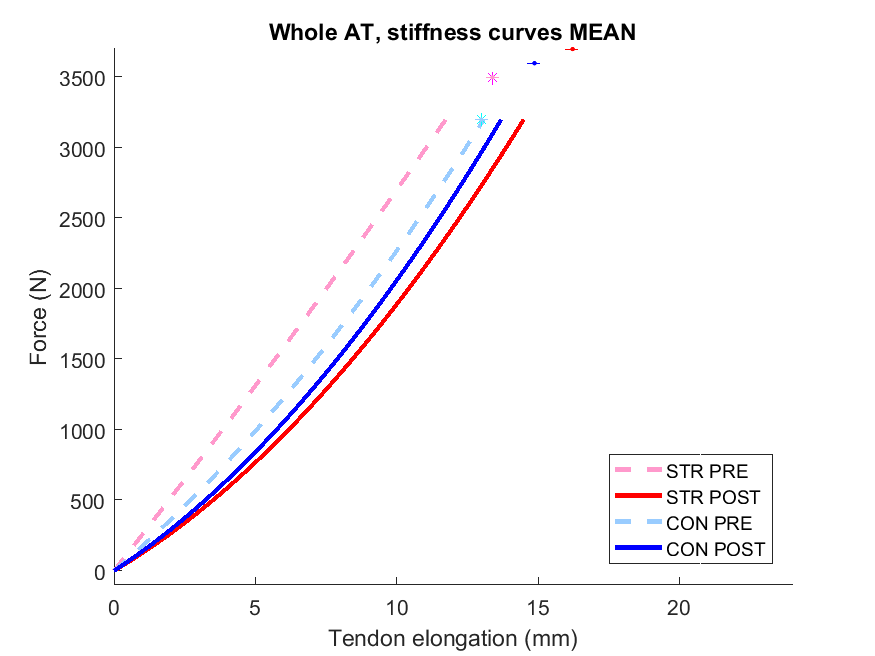 Whole AT, stiffness curves MEAN
3500
3000
2500
2000
1500
1000
500
0
Force (N)
0 5 10 15 20
Tendon elongation (mm)
STR PRE
STR POST
CON PRE
CON POST